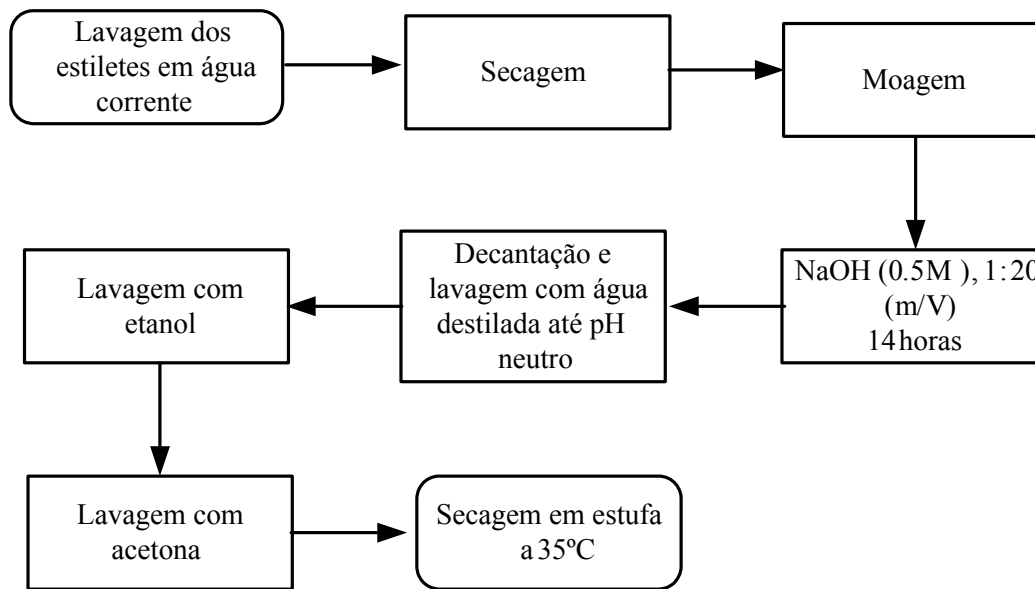 Lavagem dos
estiletes em água
corrente
Secagem
Moagem
NaOH (0.5M ), 1:20
(m/V)
14 horas
Decantação e
lavagem com água
destilada até pH
neutro
Lavagem com
etanol
Lavagem com
acetona
Secagem em estufa
a 35ºC